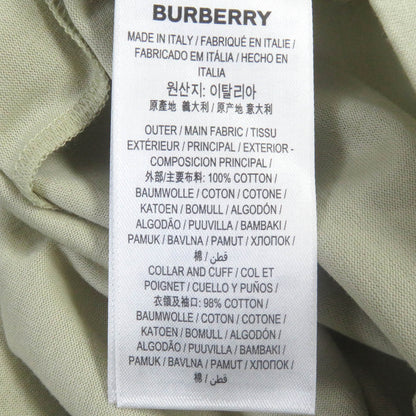 BURBERRY
MADE IN ITALY / FABRIQUÉ EN ITALIE /
FABRICADO EM ITÁLIA / HECHO EN
ITALIA
원산지: 이탈리아
原產地 義大利 / 原产地 意大利
OUTER / MAIN FABRIC / TISSU
EXTÉRIEUR / PRINCIPAL / EXTERIOR -
COMPOSICION PRINCIPAL /
外部/主要布料: 100% COTTON /
BAUMWOLLE / COTON / COTONE /
KATOEN / BOMULL / ALGODÓN /
ALGODÃO / PUUVILLA / BAMBAKI /
PAMUK / BAVLNA / PAMUT / ХЛОПОК /
棉 / قطن /
COLLAR AND CUFF / COL ET
POIGNET / CUELLO Y PUÑOS /
衣领及袖口: 98% COTTON /
BAUMWOLLE / COTON / COTONE /
KATOEN / BOMULL / ALGODÓN /
ALGODÃO / PUUVILLA / BAMBAKI /
PAMUK / BAVLNA / PAMUT / ХЛОПОК /
棉 / قطن /